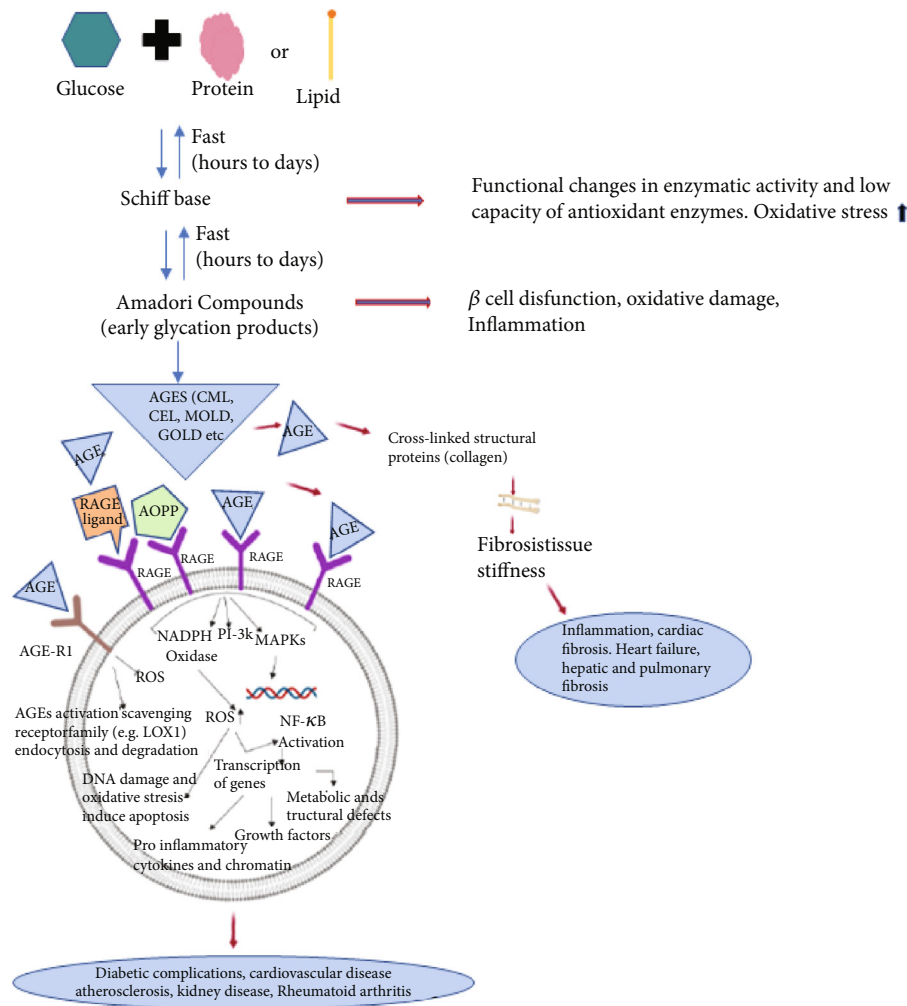 Glucose
Protein
or
Lipid
Fast
(hours to days)
Schiff base
Functional changes in enzymatic activity and low
capacity of antioxidant enzymes. Oxidative stress
Fast
(hours to days)
Amadori Compounds
(early glycation products)
β cell disfunction, oxidative damage,
Inflammation
AGES (CML,
CEL, MOLD,
GOLD etc
AGE
Cross-linked structural
proteins (collagen)
AGE
RAGE
ligand
AOPP
AGE
AGE
Fibrosistissue
stiffness
RAGE
RAGE
RAGE
RAGE
AGE
AGE-R1
NADPH
Oxidase
PI-3k
MAPKs
Inflammation, cardiac
fibrosis. Heart failure,
hepatic and pulmonary
fibrosis
ROS
AGEs activation scavenging
receptorfamily (e.g. LOX1)
endocytosis and degradation
ROS
NF-κB
Activation
Transcription
of genes
DNA damage and
oxidative stresis
induce apoptosis
Metabolic ands
tructural defects
Growth factors
Pro inflammatory
cytokines and chromatin
Diabetic complications, cardiovascular disease
atherosclerosis, kidney disease, Rheumatoid arthritis